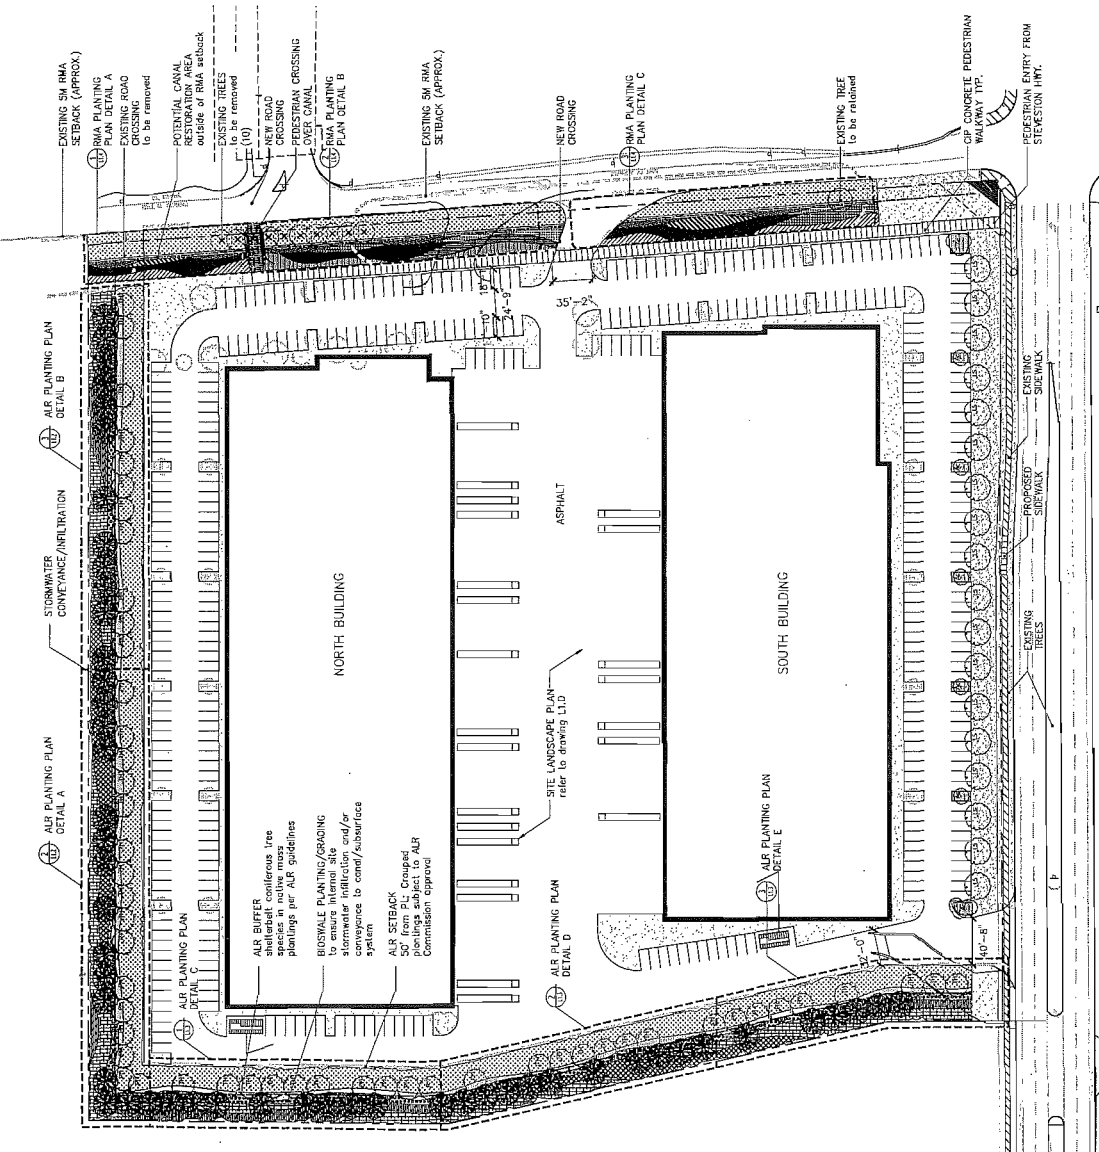 EXISTING 5M RMA
SETBACK (APPROX.)
RMA PLANTING
PLAN DETAIL A
EXISTING ROAD
CROSSING
to be removed
POTENTIAL CANAL
RESTORATION AREA
outside of RMA setback
EXISTING TREES
to be removed
(10)
NEW ROAD
CROSSING
PEDESTRIAN CROSSING
OVER CANAL
RMA PLANTING
PLAN DETAIL B
EXISTING 5M RMA
SETBACK (APPROX.)
NEW ROAD
CROSSING
RMA PLANTING
PLAN DETAIL C
EXISTING TREE
to be retained
CIP CONCRETE PEDESTRIAN
WALKWAY TYP.
PEDESTRIAN ENTRY FROM
STEVESTON HWY.
ALR PLANTING PLAN
DETAIL B
STORMWATER
CONVEYANCE/INFILTRATION
ALR PLANTING PLAN
DETAIL A
24'-9"
35'-2"
ASPHALT
NORTH BUILDING
SOUTH BUILDING
EXISTING
SIDEWALK
PROPOSED
SIDEWALK
EXISTING
TREES
SITE LANDSCAPE PLAN
refer to drawing L1.0
ALR PLANTING PLAN
DETAIL C
ALR BUFFER
shelterbelt coniferous tree
species in native mass
plantings per ALR guidelines
BIOSWALE PLANTING/GRADING
to ensure internal site
stormwater infiltration and/or
conveyance to canal/subsurface
system
ALR SETBACK
50' from PL: Grouped
plantings subject to ALR
Commission approval
ALR PLANTING PLAN
DETAIL D
ALR PLANTING PLAN
DETAIL E
32'-0"
40'-8"